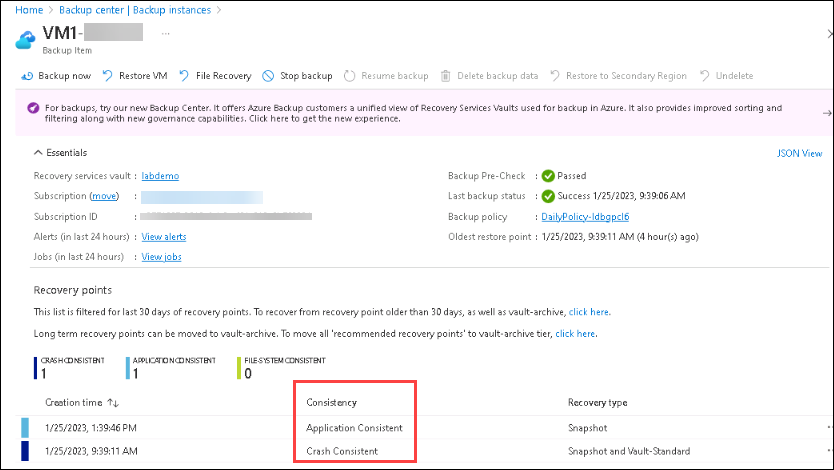 Home > Backup center | Backup instances >
VM1-
Backup Item
Backup now Restore VM File Recovery Stop backup Resume backup Delete backup data Restore to Secondary Region Undelete
For backups, try our new Backup Center. It offers Azure Backup customers a unified view of Recovery Services Vaults used for backup in Azure. It also provides improved sorting and
filtering along with new governance capabilities. Click here to get the new experience.
Essentials JSON View
Recovery services vault : labdemo Backup Pre-Check : Passed
Subscription (move) : Last backup status : Success 1/25/2023, 9:39:06 AM
Subscription ID : Backup policy : DailyPolicy-ldbgpcl6
Alerts (in last 24 hours) : View alerts Oldest restore point : 1/25/2023, 9:39:11 AM (4 hour(s) ago)
Jobs (in last 24 hours) : View jobs
Recovery points
This list is filtered for last 30 days of recovery points. To recover from recovery point older than 30 days, as well as vault-archive, click here.
Long term recovery points can be moved to vault-archive. To move all 'recommended recovery points' to vault-archive tier, click here.
CRASH CONSISTENT APPLICATION CONSISTENT FILE-SYSTEM CONSISTENT
1 1 0
Creation time Consistency Recovery type
1/25/2023, 1:39:46 PM Application Consistent Snapshot
1/25/2023, 9:39:11 AM Crash Consistent Snapshot and Vault-Standard